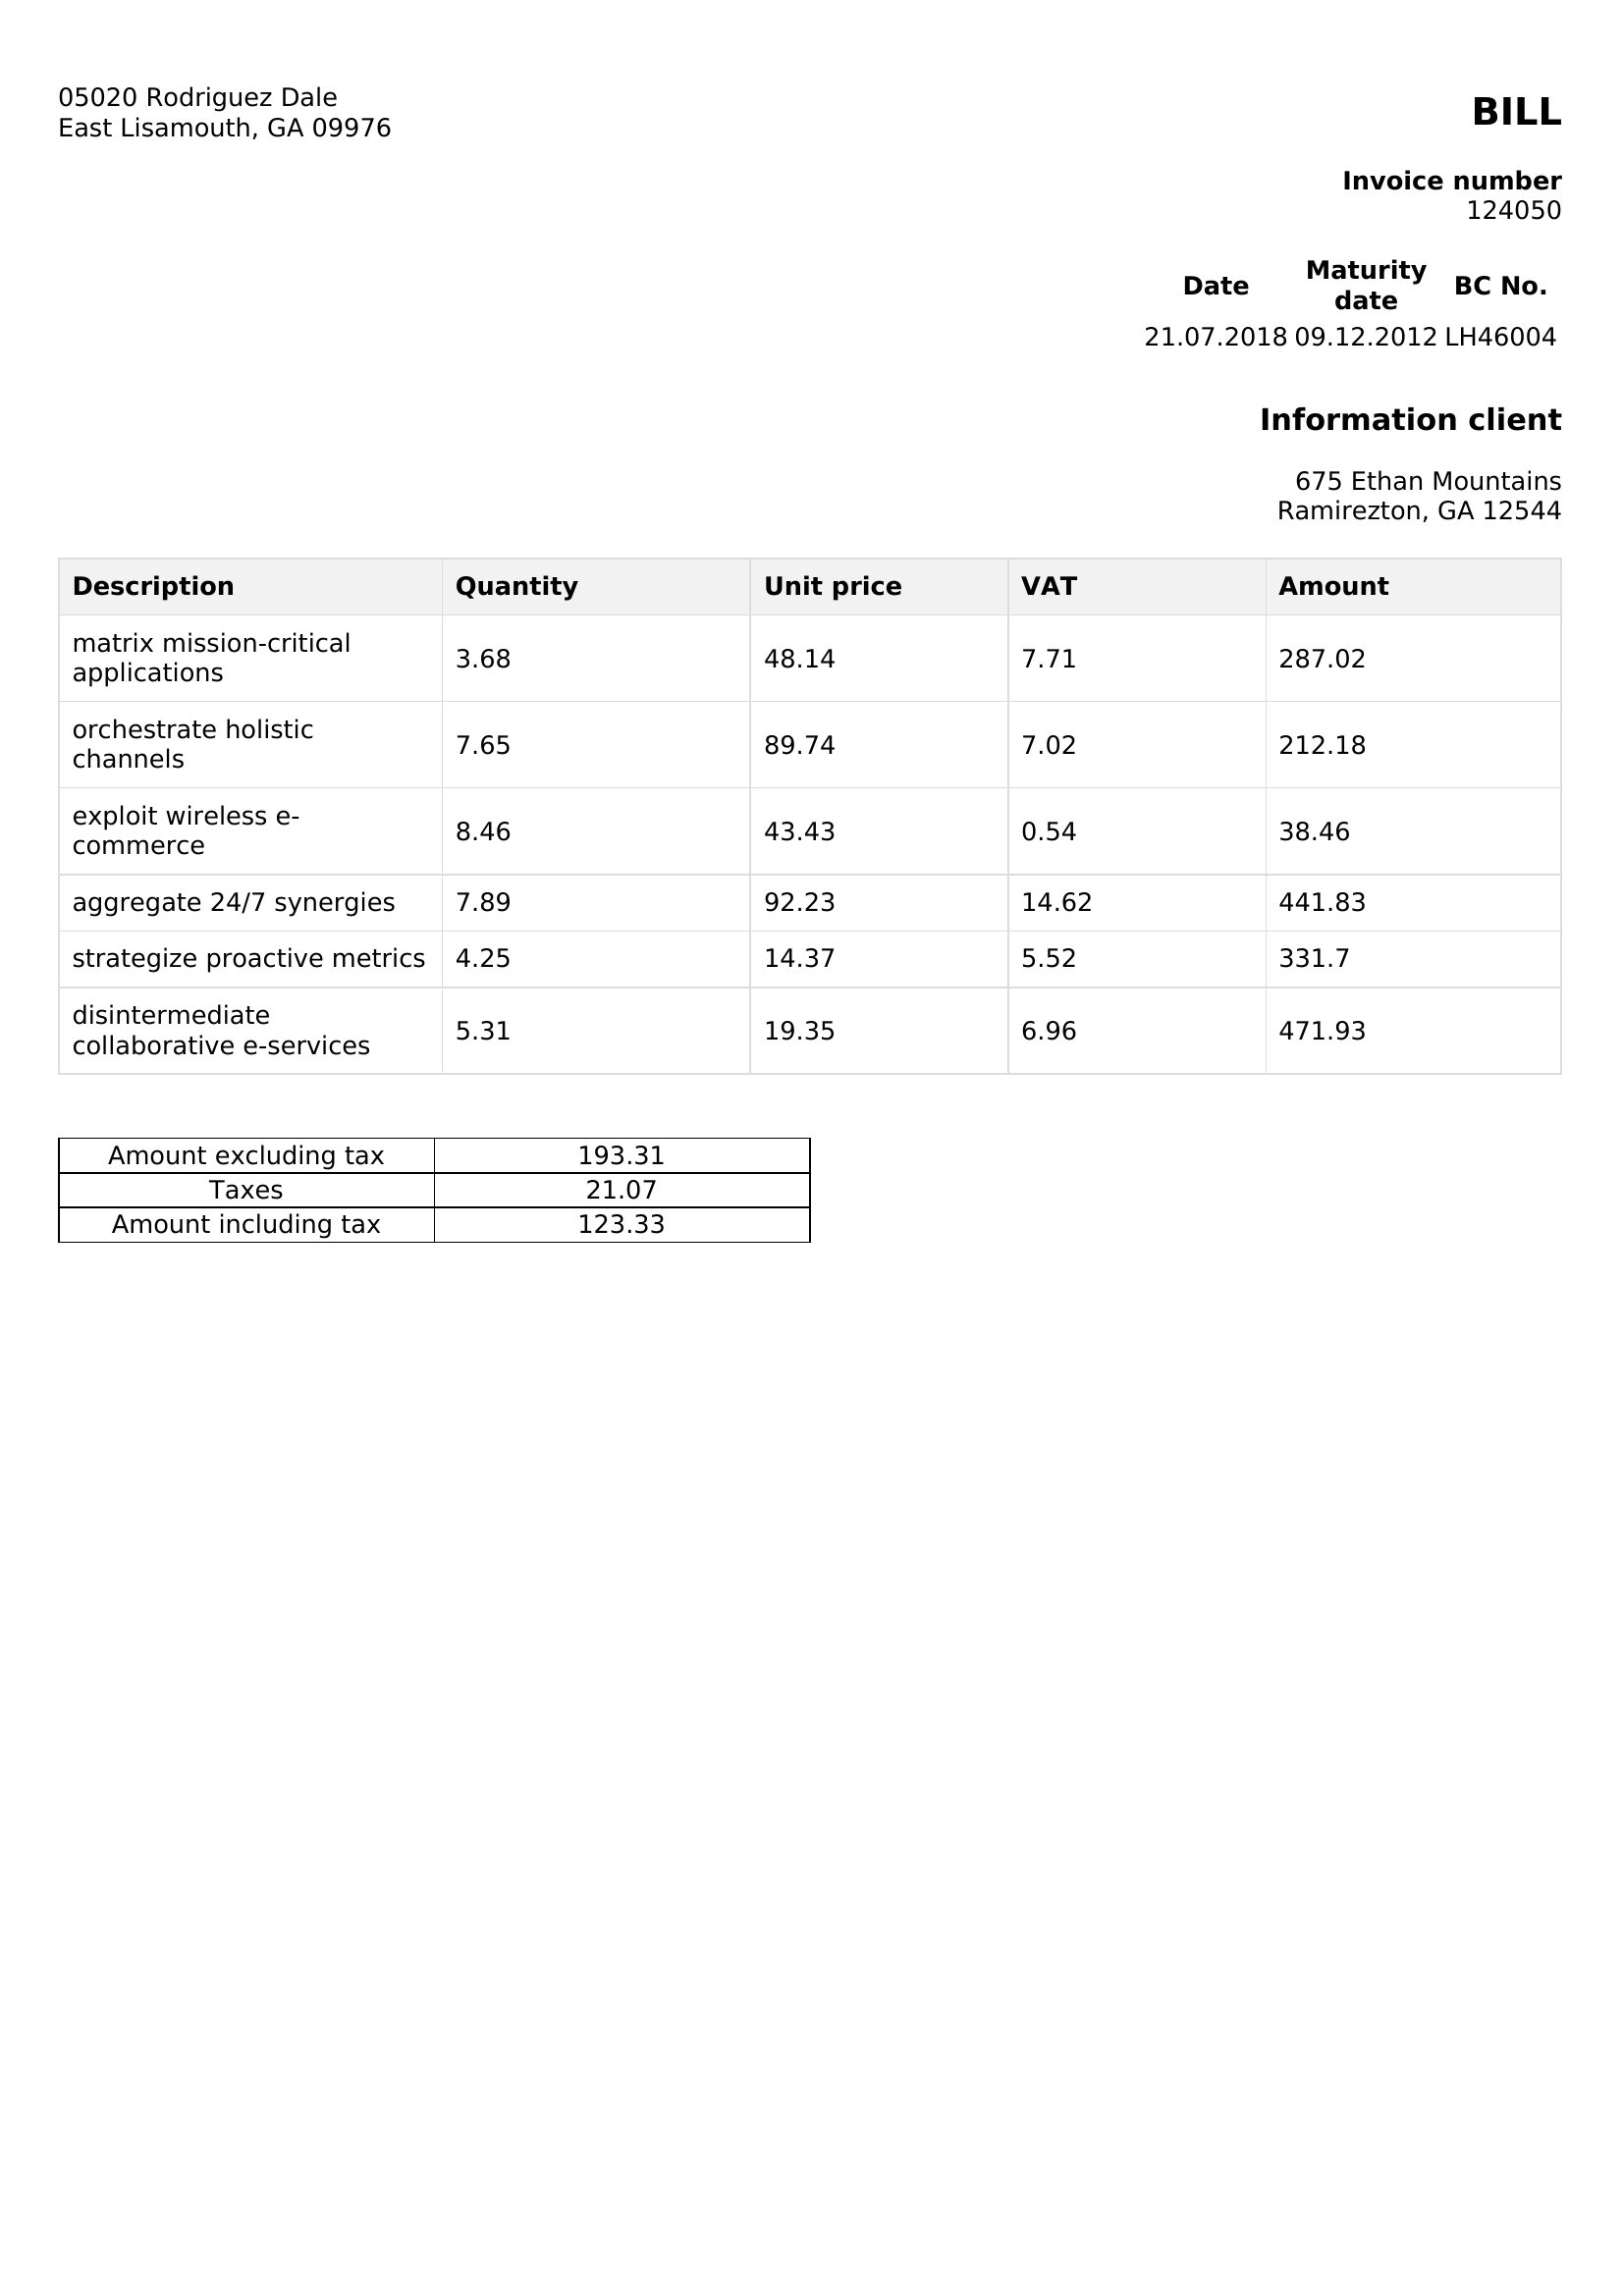 05020 Rodriguez Dale
East Lisamouth, GA 09976
BILL
Invoice number
124050
Date Maturity date BC No.
21.07.2018 09.12.2012 LH46004
Information client
675 Ethan Mountains
Ramirezton, GA 12544
Description Quantity Unit price VAT Amount
matrix mission-critical
applications 3.68 48.14 7.71 287.02
orchestrate holistic
channels 7.65 89.74 7.02 212.18
exploit wireless e-
commerce 8.46 43.43 0.54 38.46
aggregate 24/7 synergies 7.89 92.23 14.62 441.83
strategize proactive metrics 4.25 14.37 5.52 331.7
disintermediate
collaborative e-services 5.31 19.35 6.96 471.93
Amount excluding tax 193.31
Taxes 21.07
Amount including tax 123.33